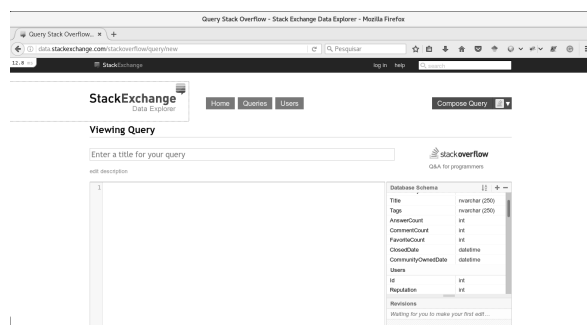 Query Stack Overflow - Stack Exchange Data Explorer - Mozilla Firefox
Query Stack Overflow... × +
data.stackexchange.com/stackoverflow/query/new
Pesquisar
12.8
StackExchange
log in help search
StackExchange
Data Explorer
Home Queries Users
Compose Query
Viewing Query
Enter a title for your query
stackoverflow
Q&A for programmers
edit description
1
Database Schema
Title nvarchar (250)
Tags nvarchar (250)
AnswerCount int
CommentCount int
FavoriteCount int
ClosedDate datetime
CommunityOwnedDate datetime
Users
Id int
Reputation int
Revisions
Waiting for you to make your first edit...